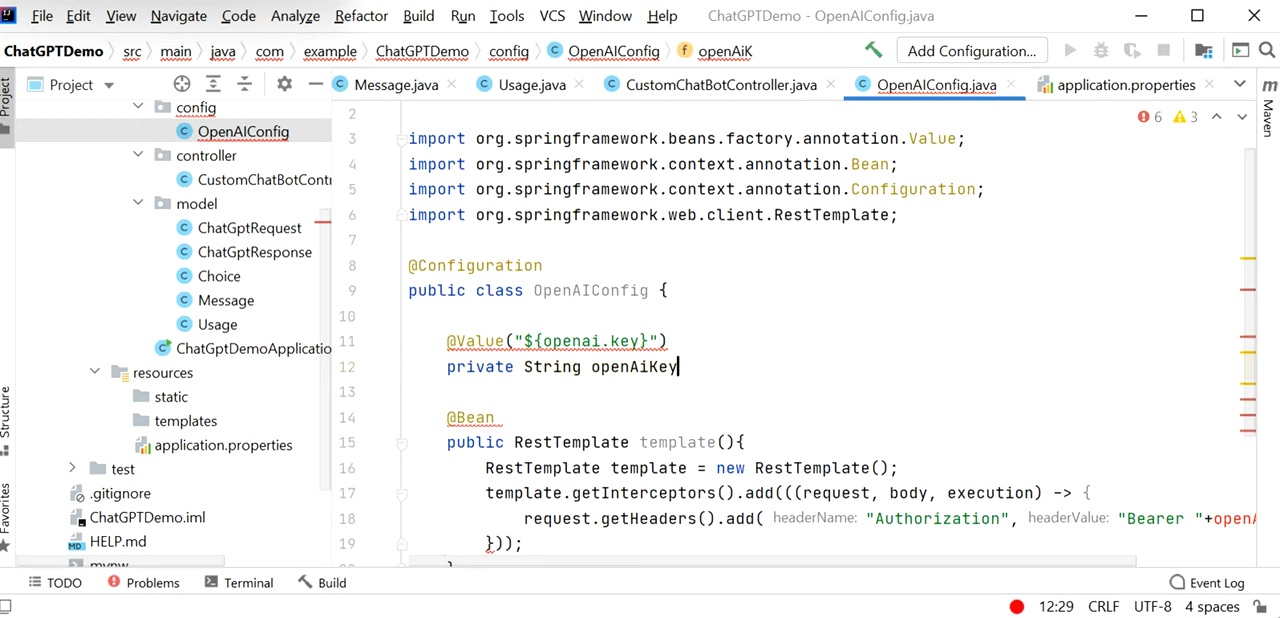 File Edit View Navigate Code Analyze Refactor Build Run Tools VCS Window Help ChatGPTDemo - OpenAIConfig.java
ChatGPTDemo src main java com example ChatGPTDemo config OpenAIConfig openAiK Add Configuration...
Project Message.java Usage.java CustomChatBotController.java OpenAIConfig.java application.properties
Project
Structure
Favorites
config
OpenAIConfig
controller
CustomChatBotContr
model
ChatGptRequest
ChatGptResponse
Choice
Message
Usage
ChatGptDemoApplicatio
resources
static
templates
application.properties
test
.gitignore
ChatGPTDemo.iml
HELP.md
mvnw
6 3
Maven
2
3 import org.springframework.beans.factory.annotation.Value;
4 import org.springframework.context.annotation.Bean;
5 import org.springframework.context.annotation.Configuration;
6 import org.springframework.web.client.RestTemplate;
7
8 @Configuration
9 public class OpenAIConfig {
10
11 @Value("${openai.key}")
12 private String openAiKey
13
14 @Bean
15 public RestTemplate template(){
16 RestTemplate template = new RestTemplate();
17 template.getInterceptors().add(((request, body, execution) -> {
18 request.getHeaders().add( headerName: "Authorization", headerValue: "Bearer "+openA
19 }));
TODO Problems Terminal Build Event Log
12:29 CRLF UTF-8 4 spaces